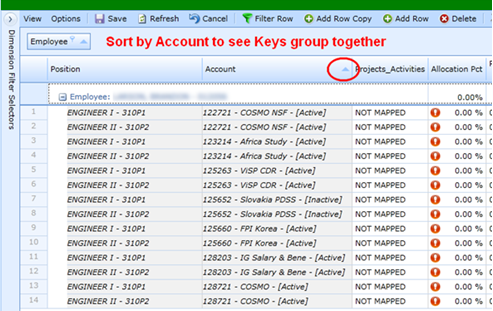 View Options Save Refresh Cancel Filter Row Add Row Copy Add Row Delete
Dimension Filter Selectors
Employee Sort by Account to see Keys group together
Position Account Projects_Activities Allocation Pct
Employee: 0.00%
1 ENGINEER I - 310P1 122721 - COSMO NSF - [Active] NOT MAPPED 0.00 %
2 ENGINEER II - 310P2 122721 - COSMO NSF - [Active] NOT MAPPED 0.00 %
3 ENGINEER I - 310P1 123214 - Africa Study - [Active] NOT MAPPED 0.00 %
4 ENGINEER II - 310P2 123214 - Africa Study - [Active] NOT MAPPED 0.00 %
5 ENGINEER I - 310P1 125263 - ViSP CDR - [Active] NOT MAPPED 0.00 %
6 ENGINEER II - 310P2 125263 - ViSP CDR - [Active] NOT MAPPED 0.00 %
7 ENGINEER I - 310P1 125652 - Slovakia PDSS - [Inactive] NOT MAPPED 0.00 %
8 ENGINEER II - 310P2 125652 - Slovakia PDSS - [Inactive] NOT MAPPED 0.00 %
9 ENGINEER I - 310P1 125660 - FPI Korea - [Active] NOT MAPPED 0.00 %
10 ENGINEER II - 310P2 125660 - FPI Korea - [Active] NOT MAPPED 0.00 %
11 ENGINEER I - 310P1 128203 - IG Salary & Bene - [Active] NOT MAPPED 0.00 %
12 ENGINEER II - 310P2 128203 - IG Salary & Bene - [Active] NOT MAPPED 0.00 %
13 ENGINEER I - 310P1 128721 - COSMO - [Active] NOT MAPPED 0.00 %
14 ENGINEER II - 310P2 128721 - COSMO - [Active] NOT MAPPED 0.00 %